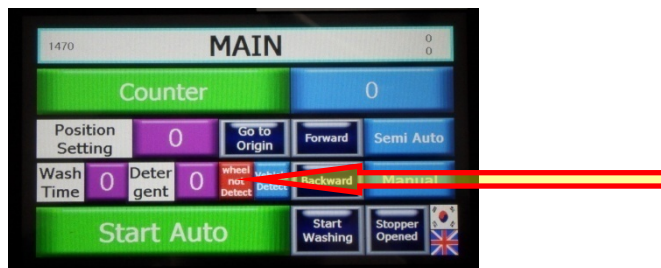 1470 MAIN 0
0
Counter 0
Position
Setting
0
Go to
Origin
Forward
Semi Auto
Wash
Time
0
Deter
gent
0
wheel
not
Detect
Detect
Backward
Manual
Start Auto
Start
Washing
Stopper
Opened